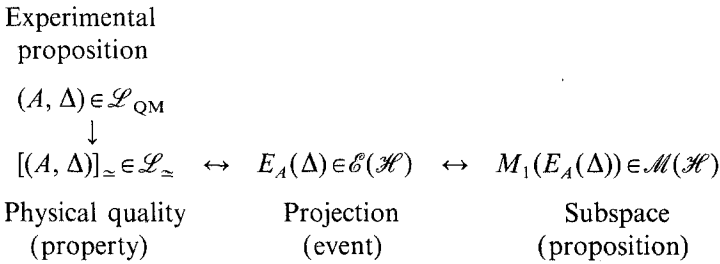 Experimental
proposition
(A, Δ) ∈ ℒ_QM
↓
[(A, Δ)]_≃ ∈ ℒ_≃ ↔ E_A(Δ) ∈ ℰ(ℋ) ↔ M_1(E_A(Δ)) ∈ ℳ(ℋ)
Physical quality Projection Subspace
(property) (event) (proposition)